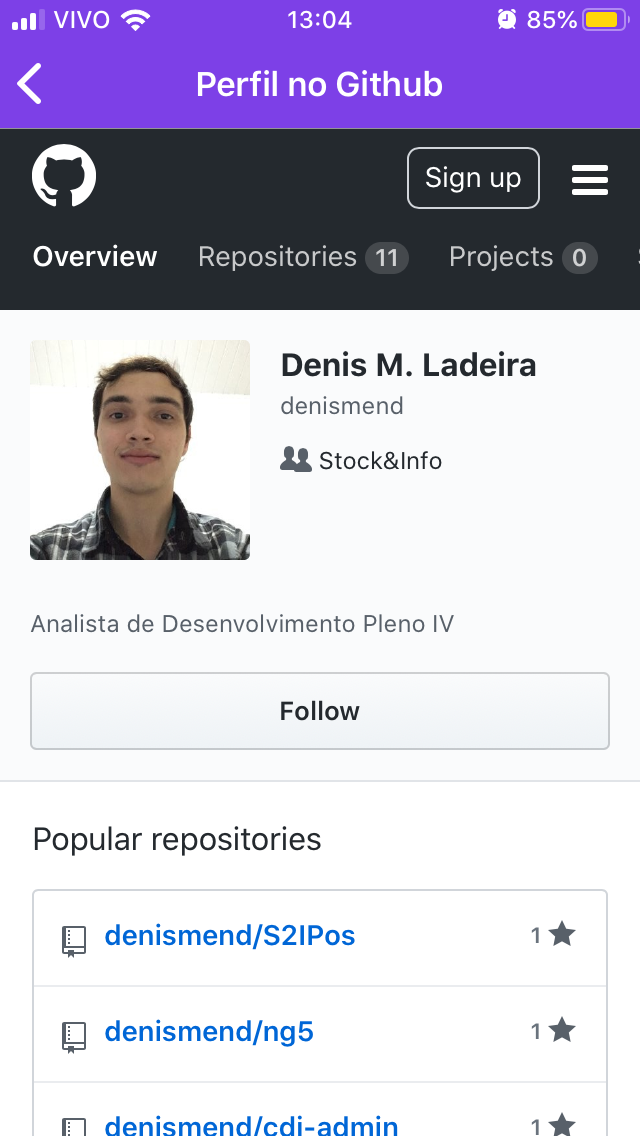 VIVO 13:04 85%
Perfil no Github
Sign up
Overview Repositories 11 Projects 0
Denis M. Ladeira
denismend
Stock&Info
Analista de Desenvolvimento Pleno IV
Follow
Popular repositories
denismend/S2IPos 1
denismend/ng5 1
denismend/cdi-admin 1